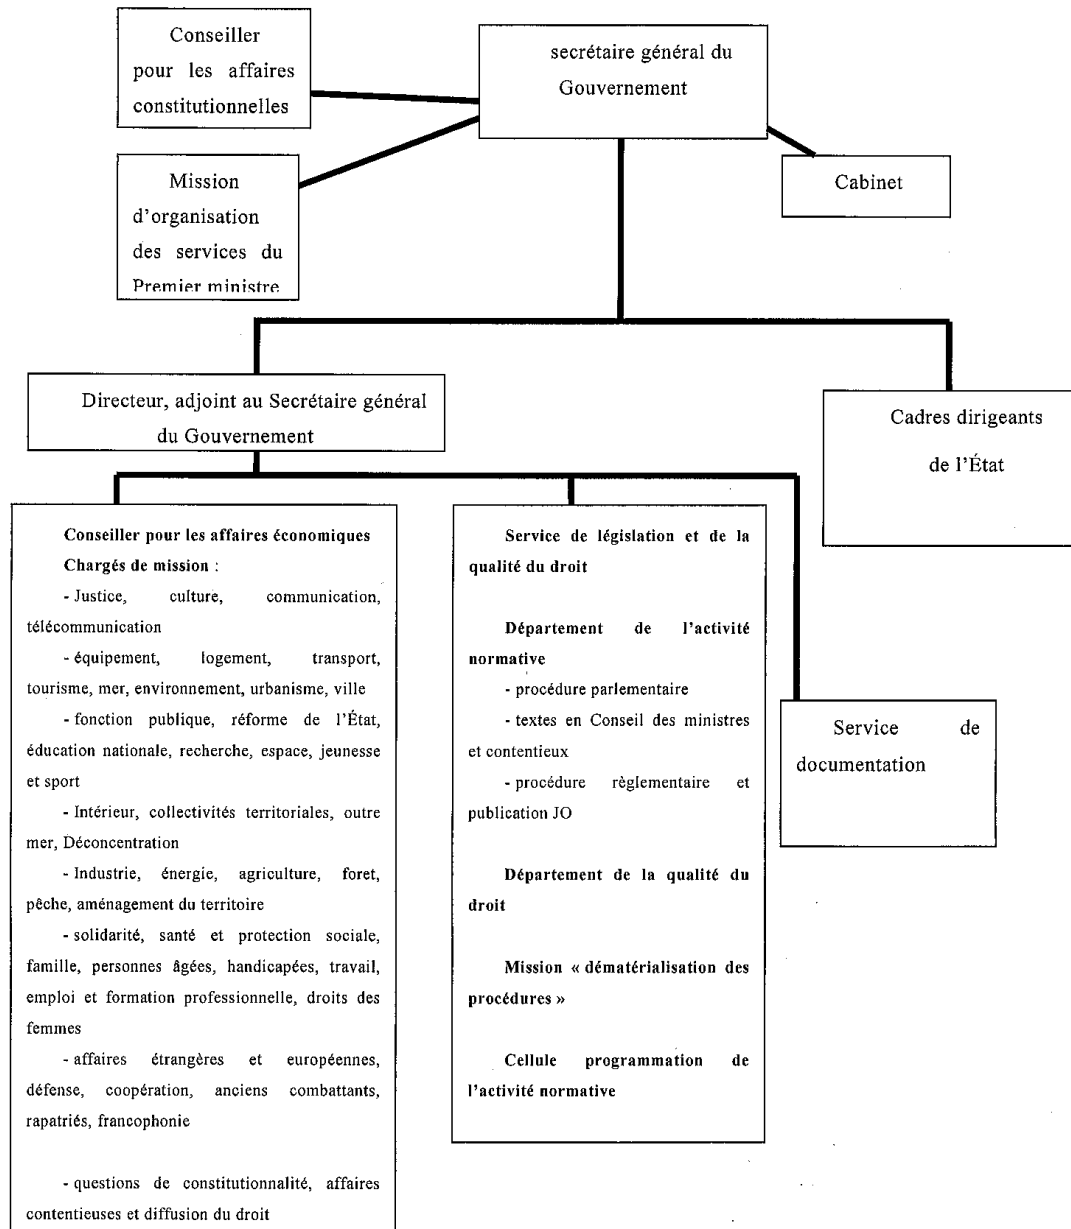 Conseiller
pour les affaires
constitutionnelles
secrétaire général du
Gouvernement
Mission
d'organisation
des services du
Premier ministre
Cabinet
Directeur, adjoint au Secrétaire général
du Gouvernement
Cadres dirigeants
de l'État
Conseiller pour les affaires économiques
Chargés de mission :
- Justice, culture, communication,
télécommunication
- équipement, logement, transport,
tourisme, mer, environnement, urbanisme, ville
- fonction publique, réforme de l'État,
éducation nationale, recherche, espace, jeunesse
et sport
- Intérieur, collectivités territoriales, outre
mer, Déconcentration
- Industrie, énergie, agriculture, foret,
pêche, aménagement du territoire
- solidarité, santé et protection sociale,
famille, personnes âgées, handicapées, travail,
emploi et formation professionnelle, droits des
femmes
- affaires étrangères et européennes,
défense, coopération, anciens combattants,
rapatriés, francophonie
- questions de constitutionnalité, affaires
contentieuses et diffusion du droit
Service de législation et de la
qualité du droit
Département de l'activité
normative
- procédure parlementaire
- textes en Conseil des ministres
et contentieux
- procédure règlementaire et
publication JO
Département de la qualité du
droit
Mission « dématérialisation des
procédures »
Cellule programmation de
l'activité normative
Service de
documentation